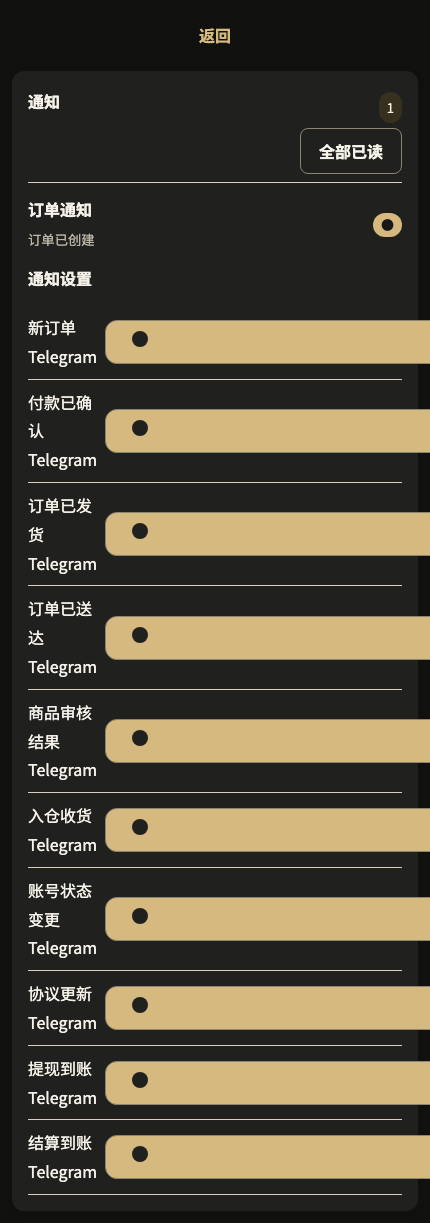 返回
通知
1
全部已读
订单通知
订单已创建
通知设置
新订单
Telegram
付款已确
认
Telegram
订单已发
货
Telegram
订单已送
达
Telegram
商品审核
结果
Telegram
入仓收货
Telegram
账号状态
变更
Telegram
协议更新
Telegram
提现到账
Telegram
结算到账
Telegram